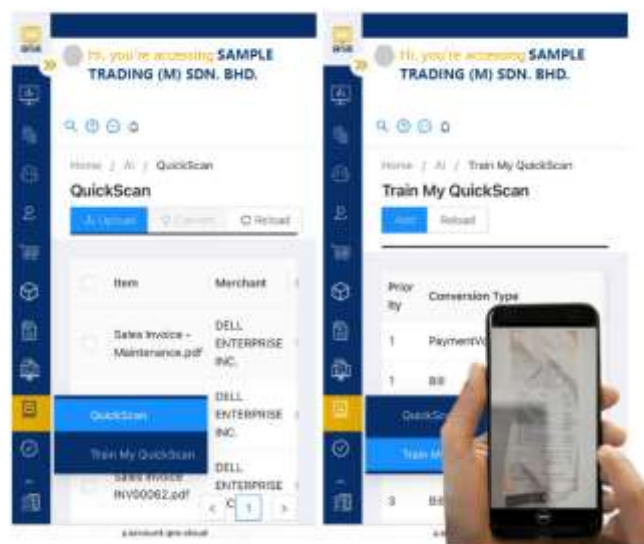 Hi, you're accessing SAMPLE
TRADING (M) SDN. BHD.
Home / AI / QuickScan
QuickScan
Upload Convert Reload
Item Merchant
Sales Invoice -
Maintenance.pdf
DELL
ENTERPRISE
INC.
DELL
ENTERPRISE
INC.
QuickScan
Train My QuickScan
Sales Invoice
INV00062.pdf
DELL
ENTERPRISE
< 1 >
Hi, you're accessing SAMPLE
TRADING (M) SDN. BHD.
Home / AI / Train My QuickScan
Train My QuickScan
Add Reload
Prior
ity
Conversion Type
1
1 Bill
3 Bill